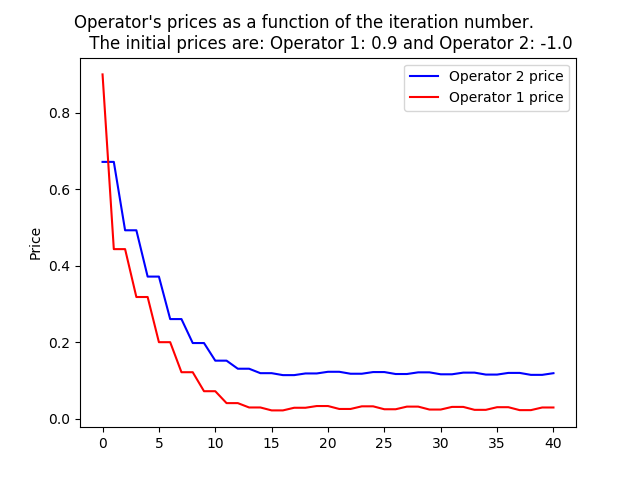 Operator's prices as a function of the iteration number.
The initial prices are: Operator 1: 0.9 and Operator 2: -1.0
Operator 2 price
Operator 1 price
Price
0.8
0.6
0.4
0.2
0.0
0 5 10 15 20 25 30 35 40